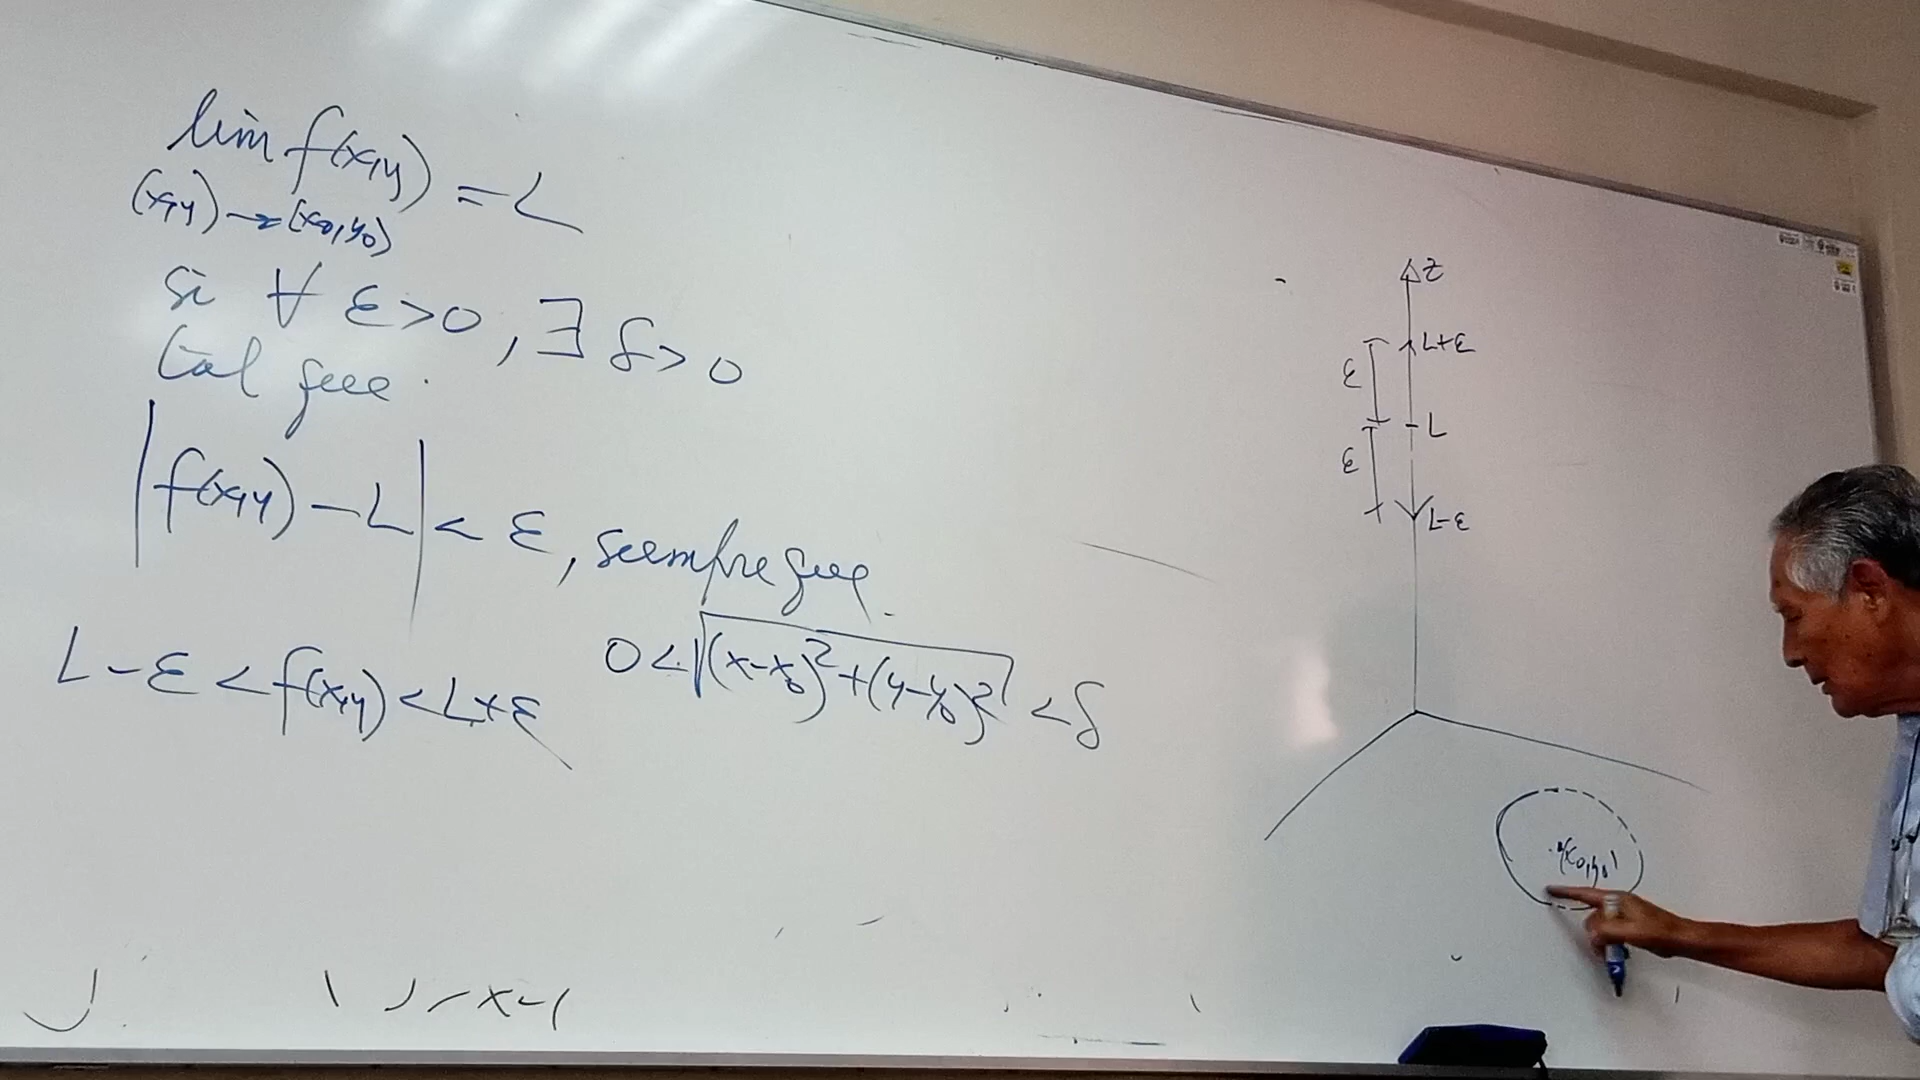 lim f(x,y) = L
(x,y)→(x0,y0)
si ∀ ε>0, ∃ δ>0
tal que.
|f(x,y) - L| < ε, siempre que.
L-ε < f(x,y) < L+ε
0 < √(x-x0)²+(y-y0)² < δ
z
L+ε
ε
L
ε
L-ε
(x0,y0)